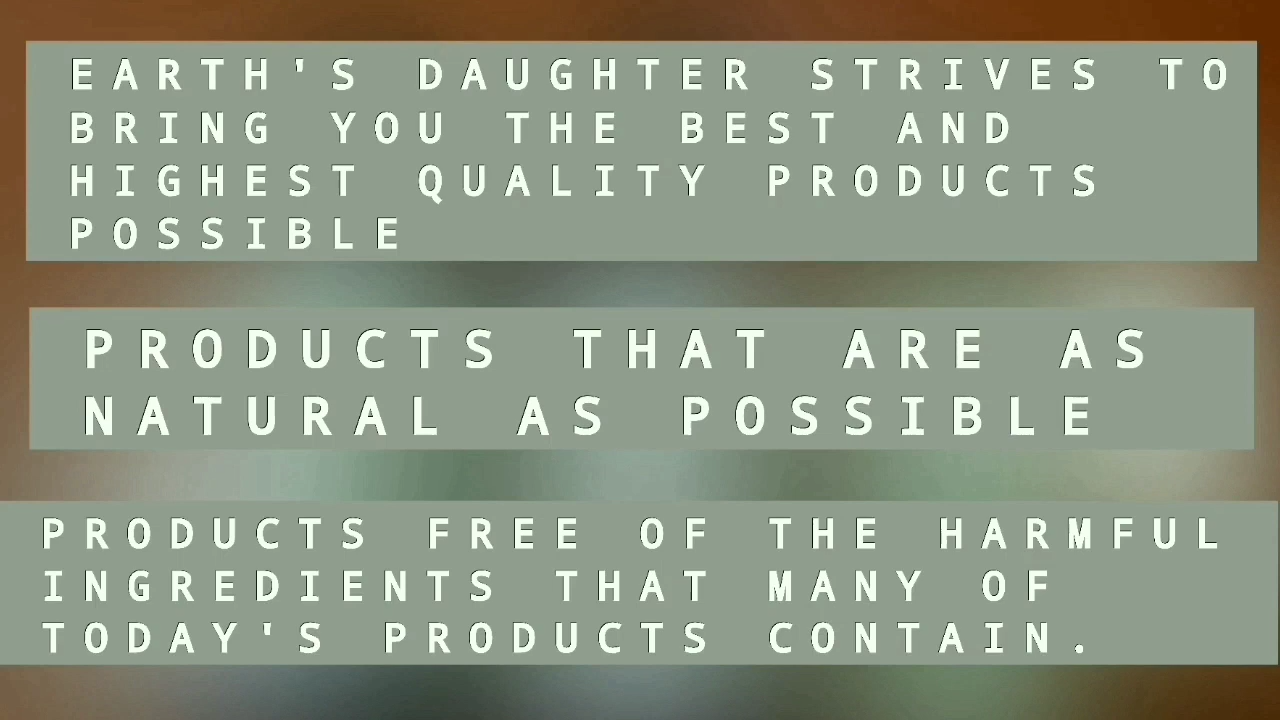 EARTH'S DAUGHTER STRIVES TO
BRING YOU THE BEST AND
HIGHEST QUALITY PRODUCTS
POSSIBLE
PRODUCTS THAT ARE AS
NATURAL AS POSSIBLE
PRODUCTS FREE OF THE HARMFUL
INGREDIENTS THAT MANY OF
TODAY'S PRODUCTS CONTAIN.